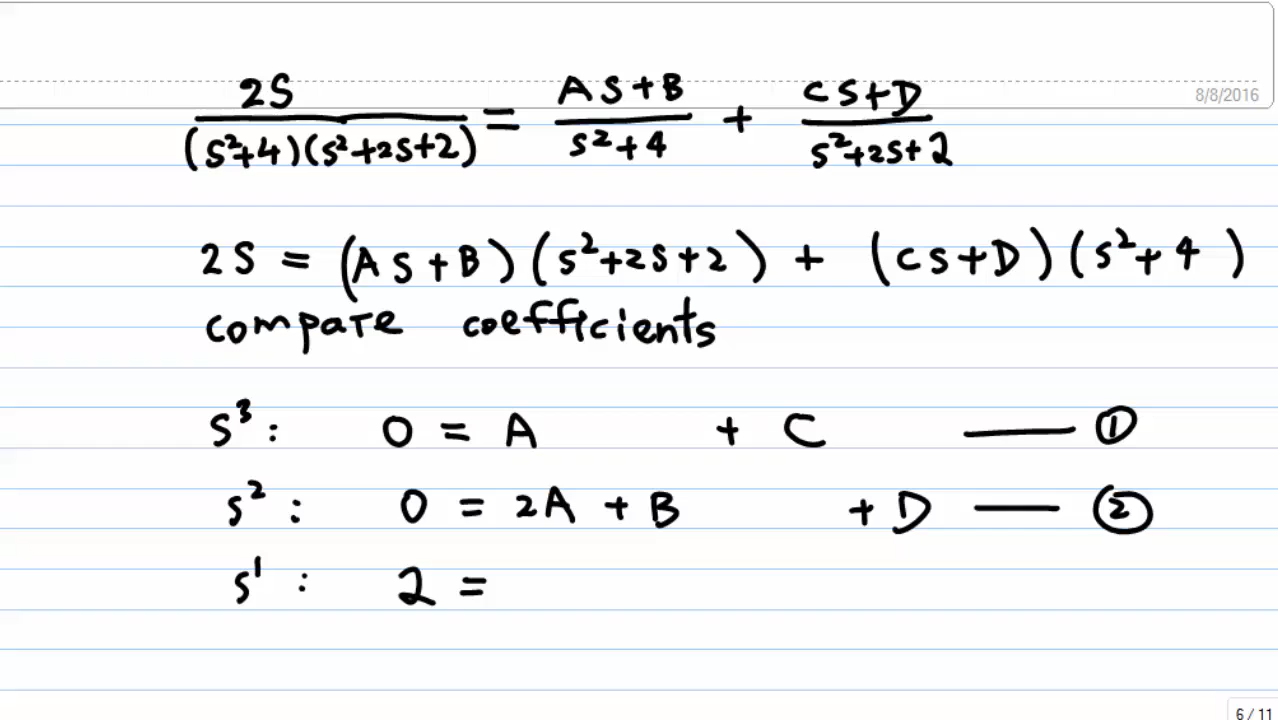 8/8/2016
2S / (s²+4)(s²+2s+2) = AS+B / s²+4 + CS+D / s²+2s+2
2S = (AS+B)(s²+2s+2) + (CS+D)(s²+4)
compare coefficients
s³: 0 = A + C —— ①
s²: 0 = 2A + B + D —— ②
s¹: 2 =
6 / 11